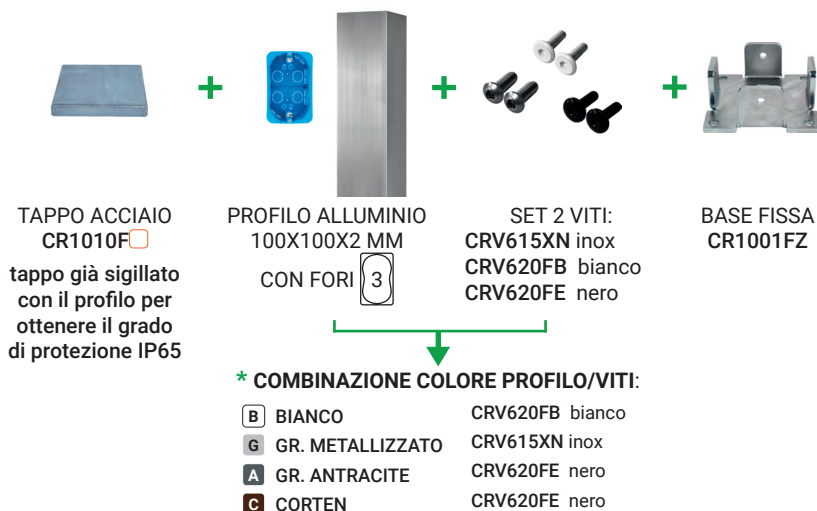 +
+
+
TAPPO ACCIAIO
CR1010F
tappo già sigillato
con il profilo per
ottenere il grado
di protezione IP65
PROFILO ALLUMINIO
100X100X2 MM
CON FORI 3
SET 2 VITI:
CRV615XN inox
CRV620FB bianco
CRV620FE nero
BASE FISSA
CR1001FZ
* COMBINAZIONE COLORE PROFILO/VITI:
B BIANCO CRV620FB bianco
G GR. METALLIZZATO CRV615XN inox
A GR. ANTRACITE CRV620FE nero
C CORTEN CRV620FE nero